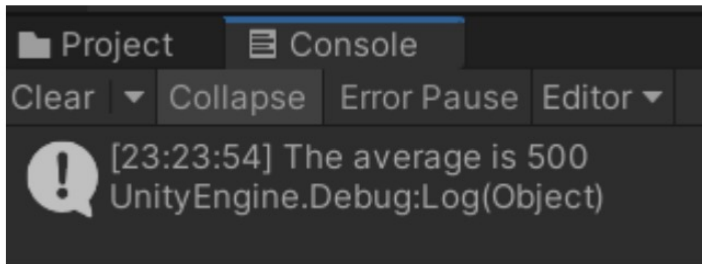 Project Console
Clear Collapse Error Pause Editor
[23:23:54] The average is 500
UnityEngine.Debug:Log(Object)